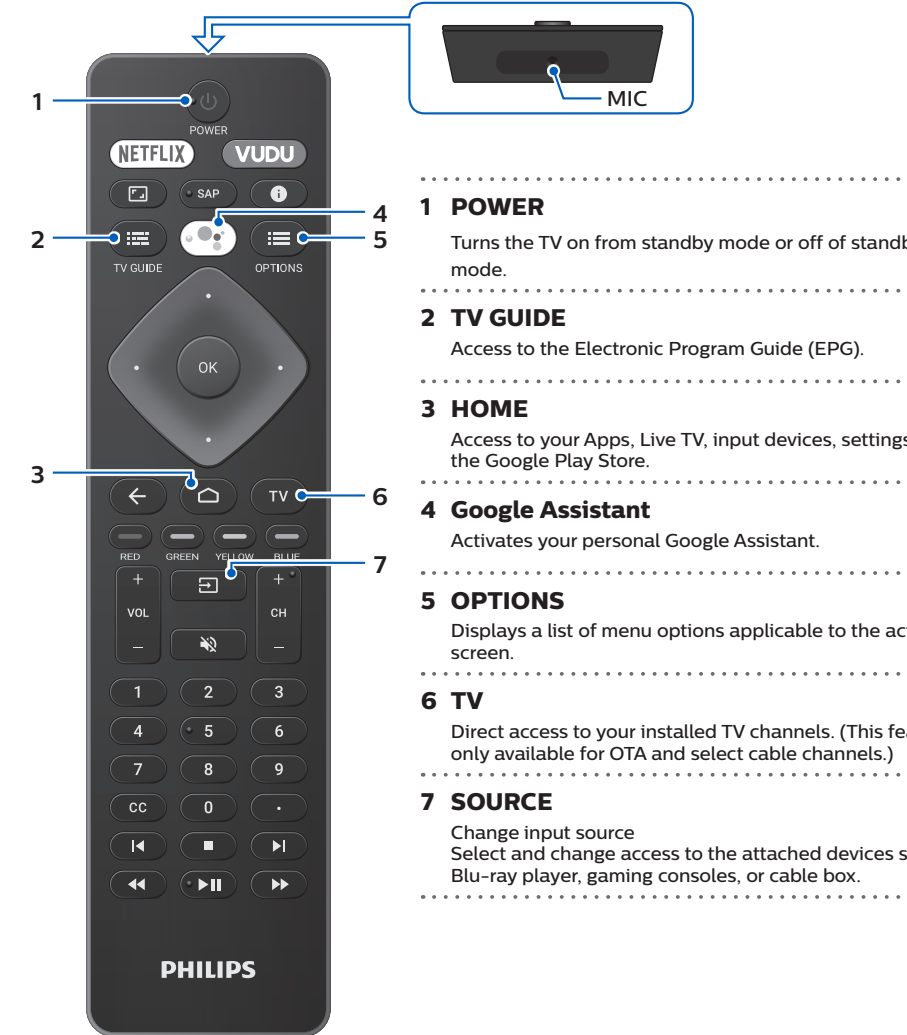 MIC
1
POWER
NETFLIX VUDU
SAP
2
4
5
TV GUIDE OPTIONS
OK
3
TV
6
RED GREEN YELLOW BLUE
7
+ +
VOL CH
– –
1 2 3
4 5 6
7 8 9
CC 0 •
PHILIPS
1 POWER
Turns the TV on from standby mode or off of
mode.
2 TV GUIDE
Access to the Electronic Program Guide (EPG).
3 HOME
Access to your Apps, Live TV, input devices, settings
the Google Play Store.
4 Google Assistant
Activates your personal Google Assistant.
5 OPTIONS
Displays a list of menu options applicable to the
screen.
6 TV
Direct access to your installed TV channels. (This
only available for OTA and select cable channels.)
7 SOURCE
Change input source
Select and change access to the attached devices
Blu-ray player, gaming consoles, or cable box.